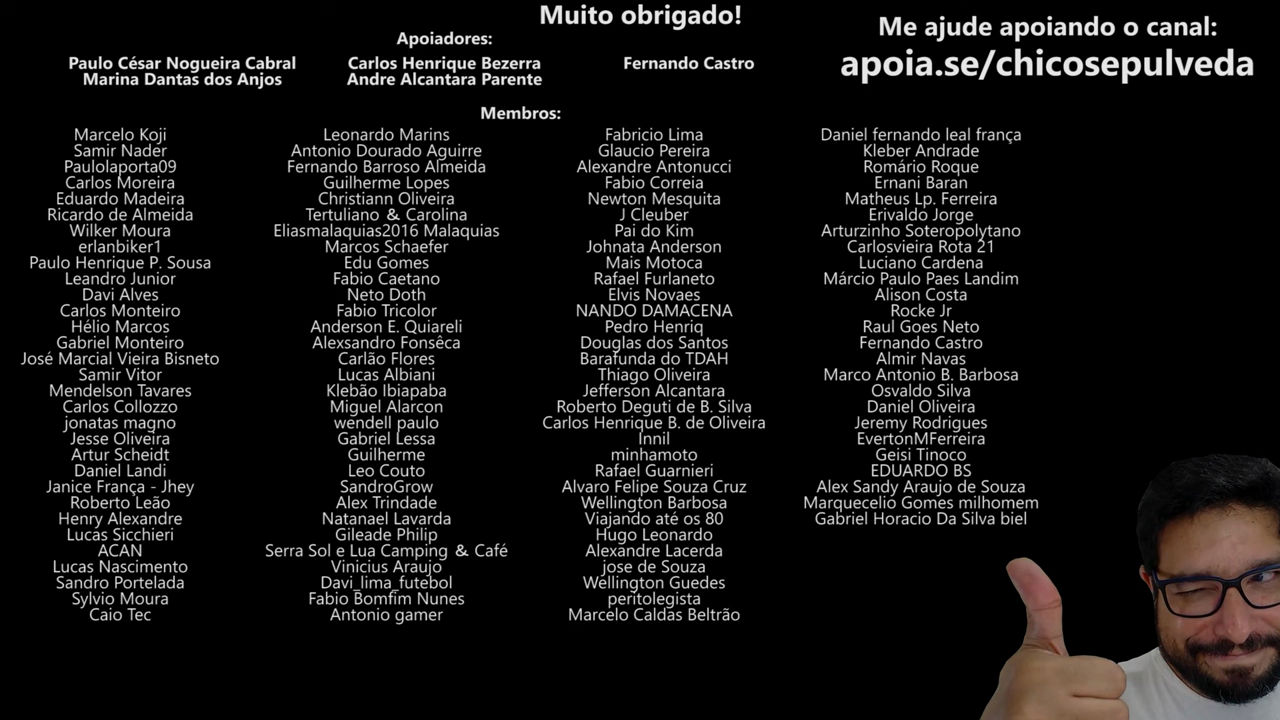 Muito obrigado!
Apoiadores:
Paulo César Nogueira Cabral
Marina Dantas dos Anjos
Carlos Henrique Bezerra
Andre Alcantara Parente
Fernando Castro
Me ajude apoiando o canal:
apoia.se/chicosepulveda
Membros:
Marcelo Koji
Samir Nader
Paulolaporta09
Carlos Moreira
Eduardo Madeira
Ricardo de Almeida
Wilker Moura
erlanbiker1
Paulo Henrique P. Sousa
Leandro Junior
Davi Alves
Carlos Monteiro
Hélio Marcos
Gabriel Monteiro
José Marcial Vieira Bisneto
Samir Vitor
Mendelson Tavares
Carlos Collozzo
jonatas magno
Jesse Oliveira
Artur Scheidt
Daniel Landi
Janice França - Jhey
Roberto Leão
Henry Alexandre
Lucas Sicchieri
ACAN
Lucas Nascimento
Sandro Portelada
Sylvio Moura
Caio Tec
Leonardo Marins
Antonio Dourado Aguirre
Fernando Barroso Almeida
Guilherme Lopes
Christiann Oliveira
Tertuliano & Carolina
Eliasmalaquias2016 Malaquias
Marcos Schaefer
Edu Gomes
Fabio Caetano
Neto Doth
Fabio Tricolor
Anderson E. Quiareli
Alexsandro Fonsêca
Carlão Flores
Lucas Albiani
Klebão Ibiapaba
Miguel Alarcon
wendell paulo
Gabriel Lessa
Guilherme
Leo Couto
SandroGrow
Alex Trindade
Natanael Lavarda
Gileade Philip
Serra Sol e Lua Camping & Café
Vinicius Araujo
Davi_lima_futebol
Fabio Bomfim Nunes
Antonio gamer
Fabricio Lima
Glaucio Pereira
Alexandre Antonucci
Fabio Correia
Newton Mesquita
J Cleuber
Pai do Kim
Johnata Anderson
Mais Motoca
Rafael Furlaneto
Elvis Novaes
NANDO DAMACENA
Pedro Henriq
Douglas dos Santos
Barafunda do TDAH
Thiago Oliveira
Jefferson Alcantara
Roberto Deguti de B. Silva
Carlos Henrique B. de Oliveira
Innil
minhamoto
Rafael Guarnieri
Alvaro Felipe Souza Cruz
Wellington Barbosa
Viajando até os 80
Hugo Leonardo
Alexandre Lacerda
jose de Souza
Wellington Guedes
peritolegista
Marcelo Caldas Beltrão
Daniel fernando leal frança
Kleber Andrade
Romário Roque
Ernani Baran
Matheus Lp. Ferreira
Erivaldo Jorge
Arturzinho Soteropolytano
Carlosvieira Rota 21
Luciano Cardena
Márcio Paulo Paes Landim
Alison Costa
Rocke Jr
Raul Goes Neto
Fernando Castro
Almir Navas
Marco Antonio B. Barbosa
Osvaldo Silva
Daniel Oliveira
Jeremy Rodrigues
EvertonMFerreira
Geisi Tinoco
EDUARDO BS
Alex Sandy Araujo de Souza
Marquecelio Gomes milhomem
Gabriel Horacio Da Silva biel